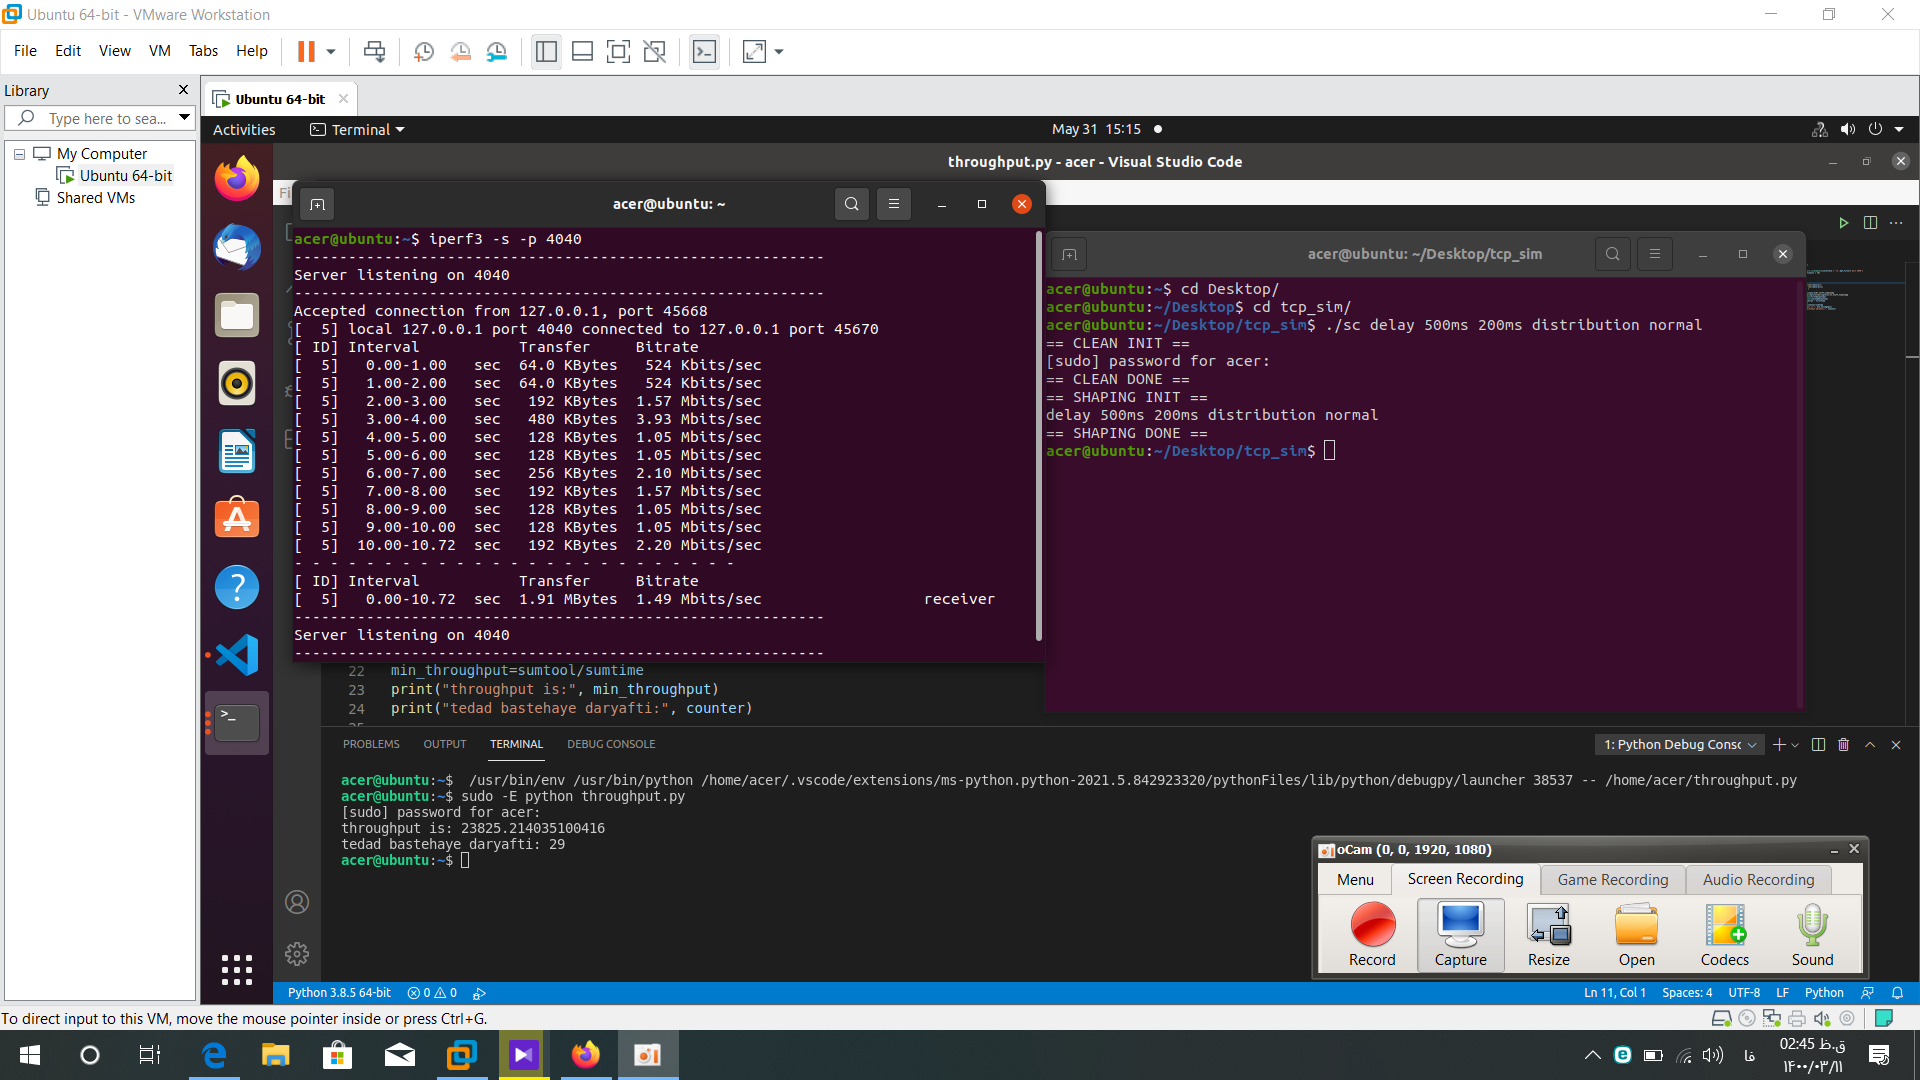 Ubuntu 64-bit - VMware Workstation
File Edit View VM Tabs Help
Library
Type here to sea...
My Computer
Ubuntu 64-bit
Shared VMs
Ubuntu 64-bit
Activities
Terminal
May 31 15:15
throughput.py - acer - Visual Studio Code
Fi
acer@ubuntu: ~
acer@ubuntu:~$ iperf3 -s -p 4040
-----------------------------------------------------------
Server listening on 4040
-----------------------------------------------------------
Accepted connection from 127.0.0.1, port 45668
[  5] local 127.0.0.1 port 4040 connected to 127.0.0.1 port 45670
[ ID] Interval           Transfer     Bitrate
[  5]   0.00-1.00   sec  64.0 KBytes   524 Kbits/sec
[  5]   1.00-2.00   sec  64.0 KBytes   524 Kbits/sec
[  5]   2.00-3.00   sec   192 KBytes  1.57 Mbits/sec
[  5]   3.00-4.00   sec   480 KBytes  3.93 Mbits/sec
[  5]   4.00-5.00   sec   128 KBytes  1.05 Mbits/sec
[  5]   5.00-6.00   sec   128 KBytes  1.05 Mbits/sec
[  5]   6.00-7.00   sec   256 KBytes  2.10 Mbits/sec
[  5]   7.00-8.00   sec   192 KBytes  1.57 Mbits/sec
[  5]   8.00-9.00   sec   128 KBytes  1.05 Mbits/sec
[  5]   9.00-10.00  sec   128 KBytes  1.05 Mbits/sec
[  5]  10.00-10.72  sec   192 KBytes  2.20 Mbits/sec
- - - - - - - - - - - - - - - - - - - - - - - - -
[ ID] Interval           Transfer     Bitrate
[  5]   0.00-10.72  sec  1.91 MBytes  1.49 Mbits/sec                  receiver
-----------------------------------------------------------
Server listening on 4040
-----------------------------------------------------------
acer@ubuntu: ~/Desktop/tcp_sim
acer@ubuntu:~$ cd Desktop/
acer@ubuntu:~/Desktop$ cd tcp_sim/
acer@ubuntu:~/Desktop/tcp_sim$ ./sc delay 500ms 200ms distribution normal
== CLEAN INIT ==
[sudo] password for acer:
== CLEAN DONE ==
== SHAPING INIT ==
delay 500ms 200ms distribution normal
== SHAPING DONE ==
acer@ubuntu:~/Desktop/tcp_sim$
22 min_throughput=sumtool/sumtime
23 print("throughput is:", min_throughput)
24 print("tedad bastehaye daryafti:", counter)
PROBLEMS OUTPUT TERMINAL DEBUG CONSOLE
1: Python Debug Consc
acer@ubuntu:~$  /usr/bin/env /usr/bin/python /home/acer/.vscode/extensions/ms-python.python-2021.5.842923320/pythonFiles/lib/python/debugpy/launcher 38537 -- /home/acer/throughput.py
acer@ubuntu:~$ sudo -E python throughput.py
[sudo] password for acer:
throughput is: 23825.214035100416
tedad bastehaye daryafti: 29
acer@ubuntu:~$
oCam (0, 0, 1920, 1080)
Menu Screen Recording Game Recording Audio Recording
Record Capture Resize Open Codecs Sound
Python 3.8.5 64-bit 0 0
Ln 11, Col 1 Spaces: 4 UTF-8 LF Python
To direct input to this VM, move the mouse pointer inside or press Ctrl+G.
فا
02:45 ق.ظ
۱۴۰۰/۰۳/۱۱